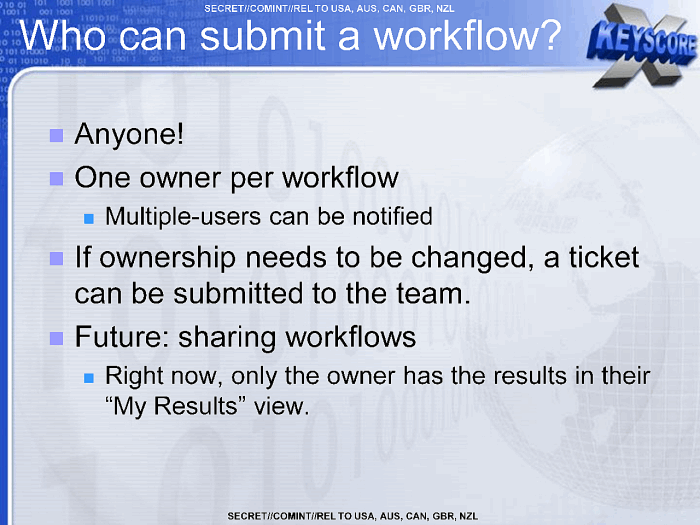 SECRET//COMINT//REL TO USA, AUS, CAN, GBR, NZL
Who can submit a workflow?
X
KEYSCORE
Anyone!
One owner per workflow
Multiple-users can be notified
If ownership needs to be changed, a ticket
can be submitted to the team.
Future: sharing workflows
Right now, only the owner has the results in their
“My Results” view.
SECRET//COMINT//REL TO USA, AUS, CAN, GBR, NZL